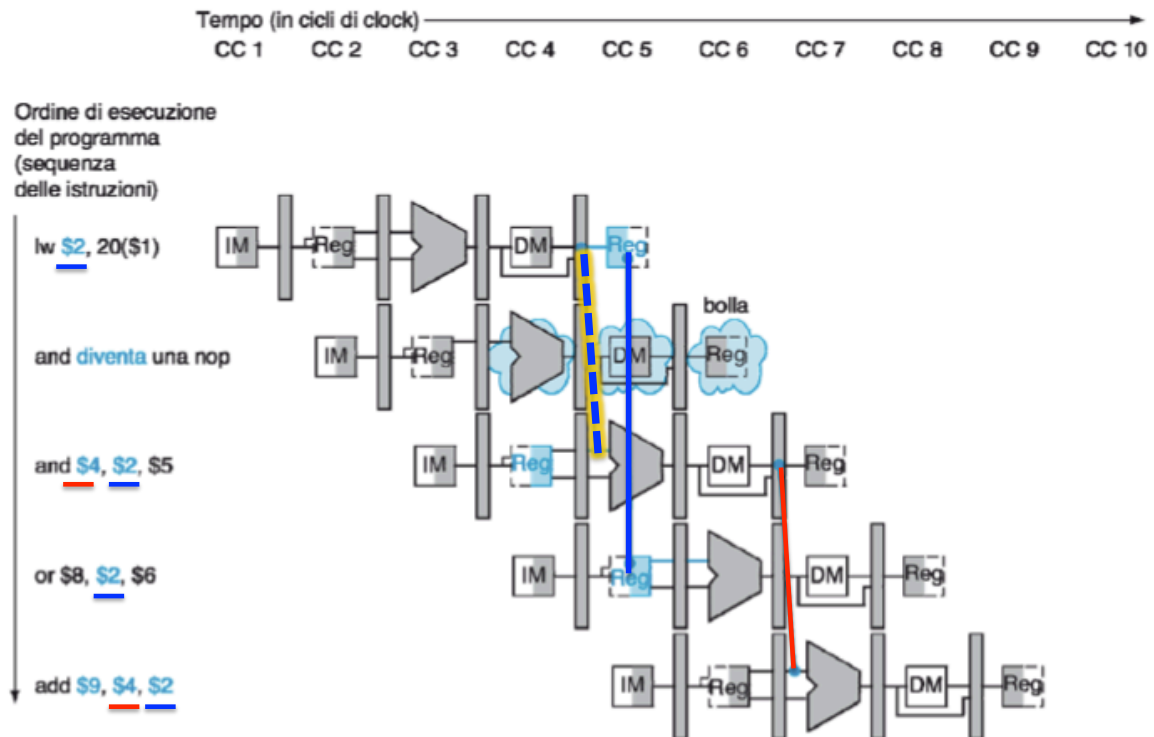 Tempo (in cicli di clock)
CC 1 CC 2 CC 3 CC 4 CC 5 CC 6 CC 7 CC 8 CC 9 CC 10
Ordine di esecuzione
del programma
(sequenza
delle istruzioni)
lw $2, 20($1)
IM Reg DM Reg
bolla
and diventa una nop
IM Reg DM Reg
and $4, $2, $5
IM Reg DM Reg
or $8, $2, $6
IM Reg DM Reg
add $9, $4, $2
IM Reg DM Reg